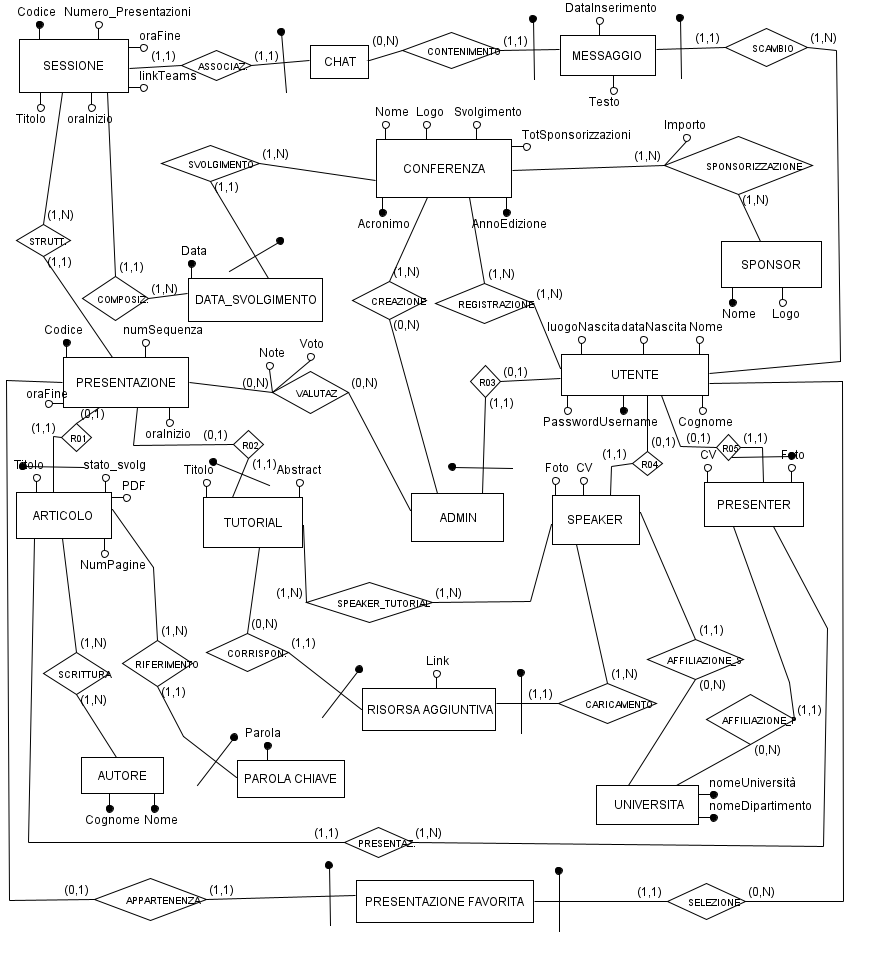 Codice Numero_Presentazioni
oraFine
SESSIONE
(1,1) ASSOCIAZ. (1,1)
linkTeams
Titolo oraInizio
CHAT
(0,N) CONTENIMENTO (1,1)
DataInserimento
MESSAGGIO
Testo
(1,1) SCAMBIO (1,N)
Nome Logo Svolgimento
TotSponsorizzazioni
CONFERENZA
Acronimo AnnoEdizione
SVOLGIMENTO (1,N)
(1,1)
Importo
(1,N) SPONSORIZZAZIONE
(1,N)
SPONSOR
Nome Logo
(1,N)
STRUTT.
(1,1)
(1,1)
COMPOSIZ. (1,N)
Data
DATA_SVOLGIMENTO
(1,N)
CREAZIONE
(0,N)
(1,N)
REGISTRAZIONE (1,N)
Codice numSequenza
PRESENTAZIONE
oraFine
oraInizio
Note Voto
(0,N) VALUTAZ. (0,N)
luogoNascita dataNascita Nome
UTENTE
Password Username Cognome
R03 (0,1)
(1,1)
(0,1)
(1,1) R01
(0,1) R02
(1,1)
(0,1)
(1,1) R04
(0,1) R05 (1,1)
Titolo stato_svolg
PDF
ARTICOLO
NumPagine
Titolo Abstract
TUTORIAL
ADMIN
Foto CV
SPEAKER
CV Foto
PRESENTER
(1,N) SPEAKER_TUTORIAL (1,N)
(1,N)
SCRITTURA
(1,N)
(1,N)
RIFERIMENTO
(1,1)
(0,N)
CORRISPON. (1,1)
Link
RISORSA AGGIUNTIVA
(1,1) CARICAMENTO
(1,N)
(1,1)
AFFILIAZIONE_S
(0,N)
AFFILIAZIONE_P (1,1)
(0,N)
AUTORE
Cognome Nome
Parola
PAROLA CHIAVE
UNIVERSITA
nomeUniversità
nomeDipartimento
(1,1) PRESENTAZ. (1,N)
(0,1) APPARTENENZA (1,1)
PRESENTAZIONE FAVORITA
(1,1) SELEZIONE (0,N)